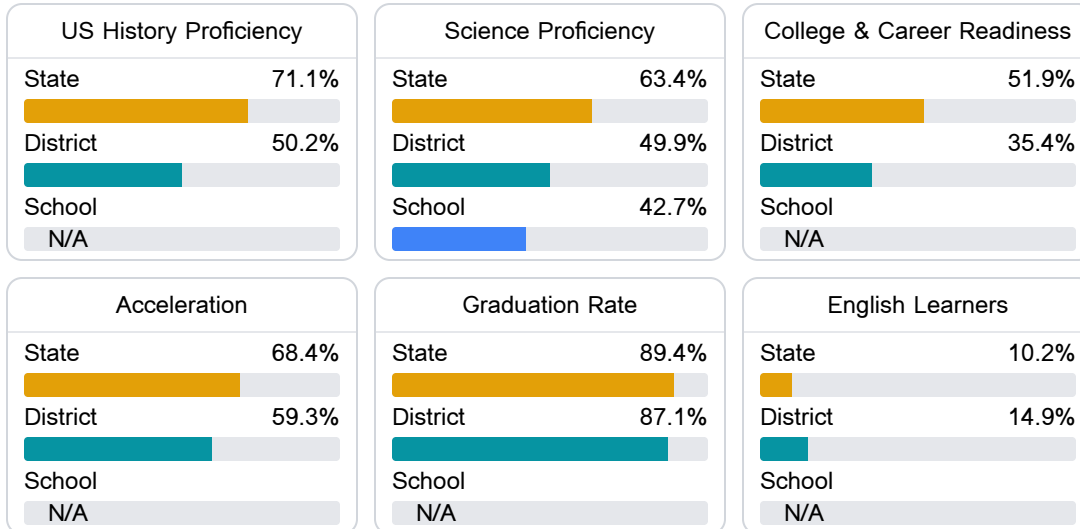 US History Proficiency
State 71.1%
District 50.2%
School
N/A
Science Proficiency
State 63.4%
District 49.9%
School 42.7%
College & Career Readiness
State 51.9%
District 35.4%
School
N/A
Acceleration
State 68.4%
District 59.3%
School
N/A
Graduation Rate
State 89.4%
District 87.1%
School
N/A
English Learners
State 10.2%
District 14.9%
School
N/A